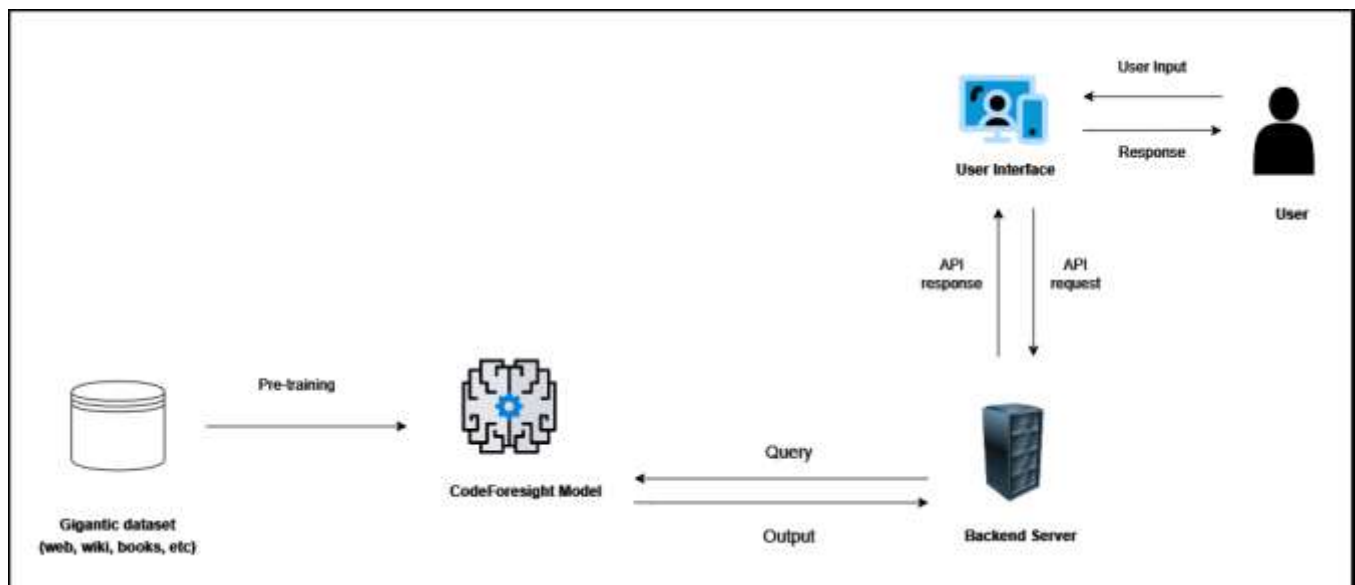 User Input
Response
User Interface
User
API
response
API
request
Pre-training
CodeForesight Model
Query
Output
Gigantic dataset
(web, wiki, books, etc)
Backend Server